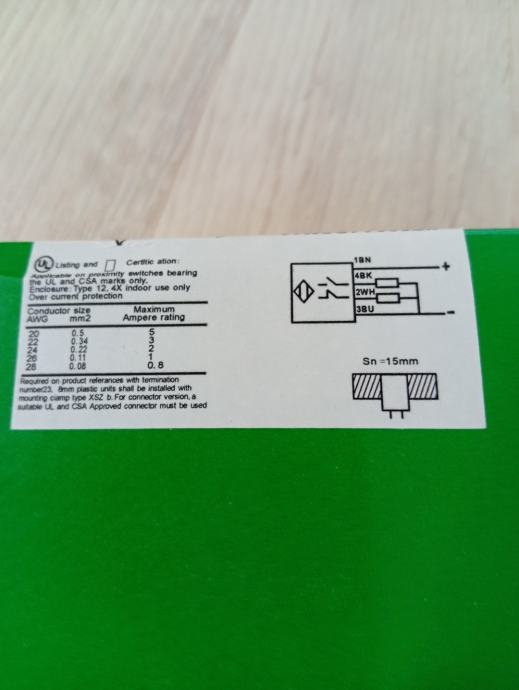 UL Listing and Certitic ation:
Applicable on proximity switches bearing
the UL and CSA marks only.
Enclosure: Type 12, 4X indoor use only
Over current protection
Conductor size Maximum
AWG mm2 Ampere rating
20 0.5 5
22 0.34 3
24 0.22 2
26 0.11 1
28 0.08 0.8
Required on product referances with termination
number23, 8mm plastic units shall be installed with
mounting clamp type XSZ b. For connector version, a
suitable UL and CSA Approved connector must be used
1BN +
4BK
2WH
3BU -
Sn =15mm